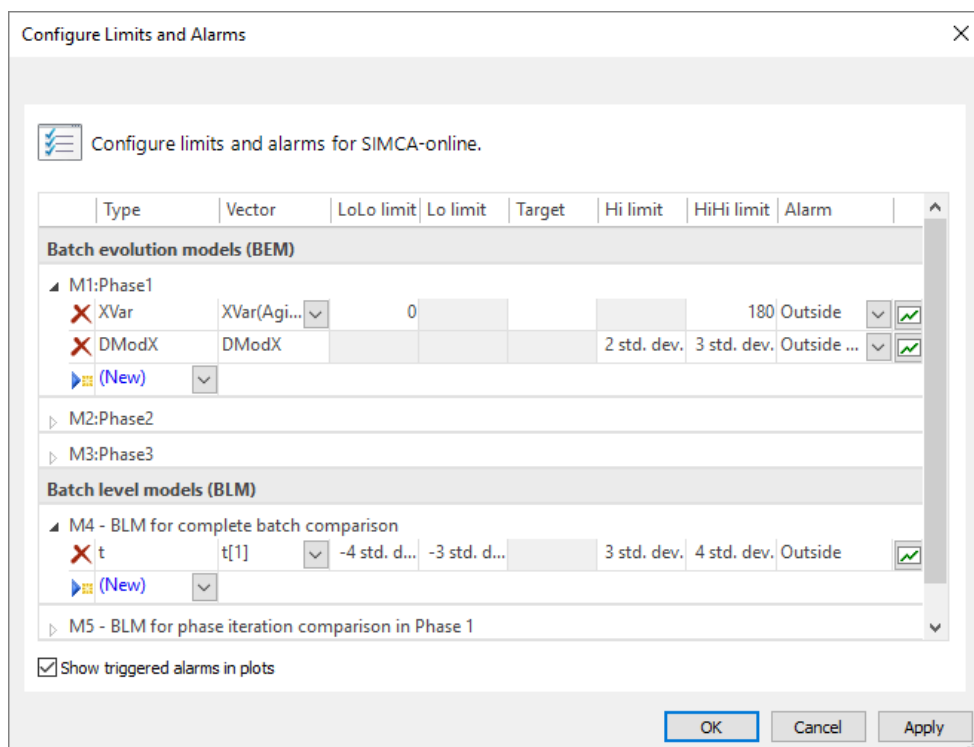 Configure Limits and Alarms
Configure limits and alarms for SIMCA-online.
Type Vector LoLo limit Lo limit Target Hi limit HiHi limit Alarm
Batch evolution models (BEM)
M1:Phase1
XVar XVar(Agi... 0 180 Outside
DModX DModX 2 std. dev. 3 std. dev. Outside ...
(New)
M2:Phase2
M3:Phase3
Batch level models (BLM)
M4 - BLM for complete batch comparison
t t[1] -4 std. d... -3 std. d... 3 std. dev. 4 std. dev. Outside
(New)
M5 - BLM for phase iteration comparison in Phase 1
Show triggered alarms in plots
OK Cancel Apply